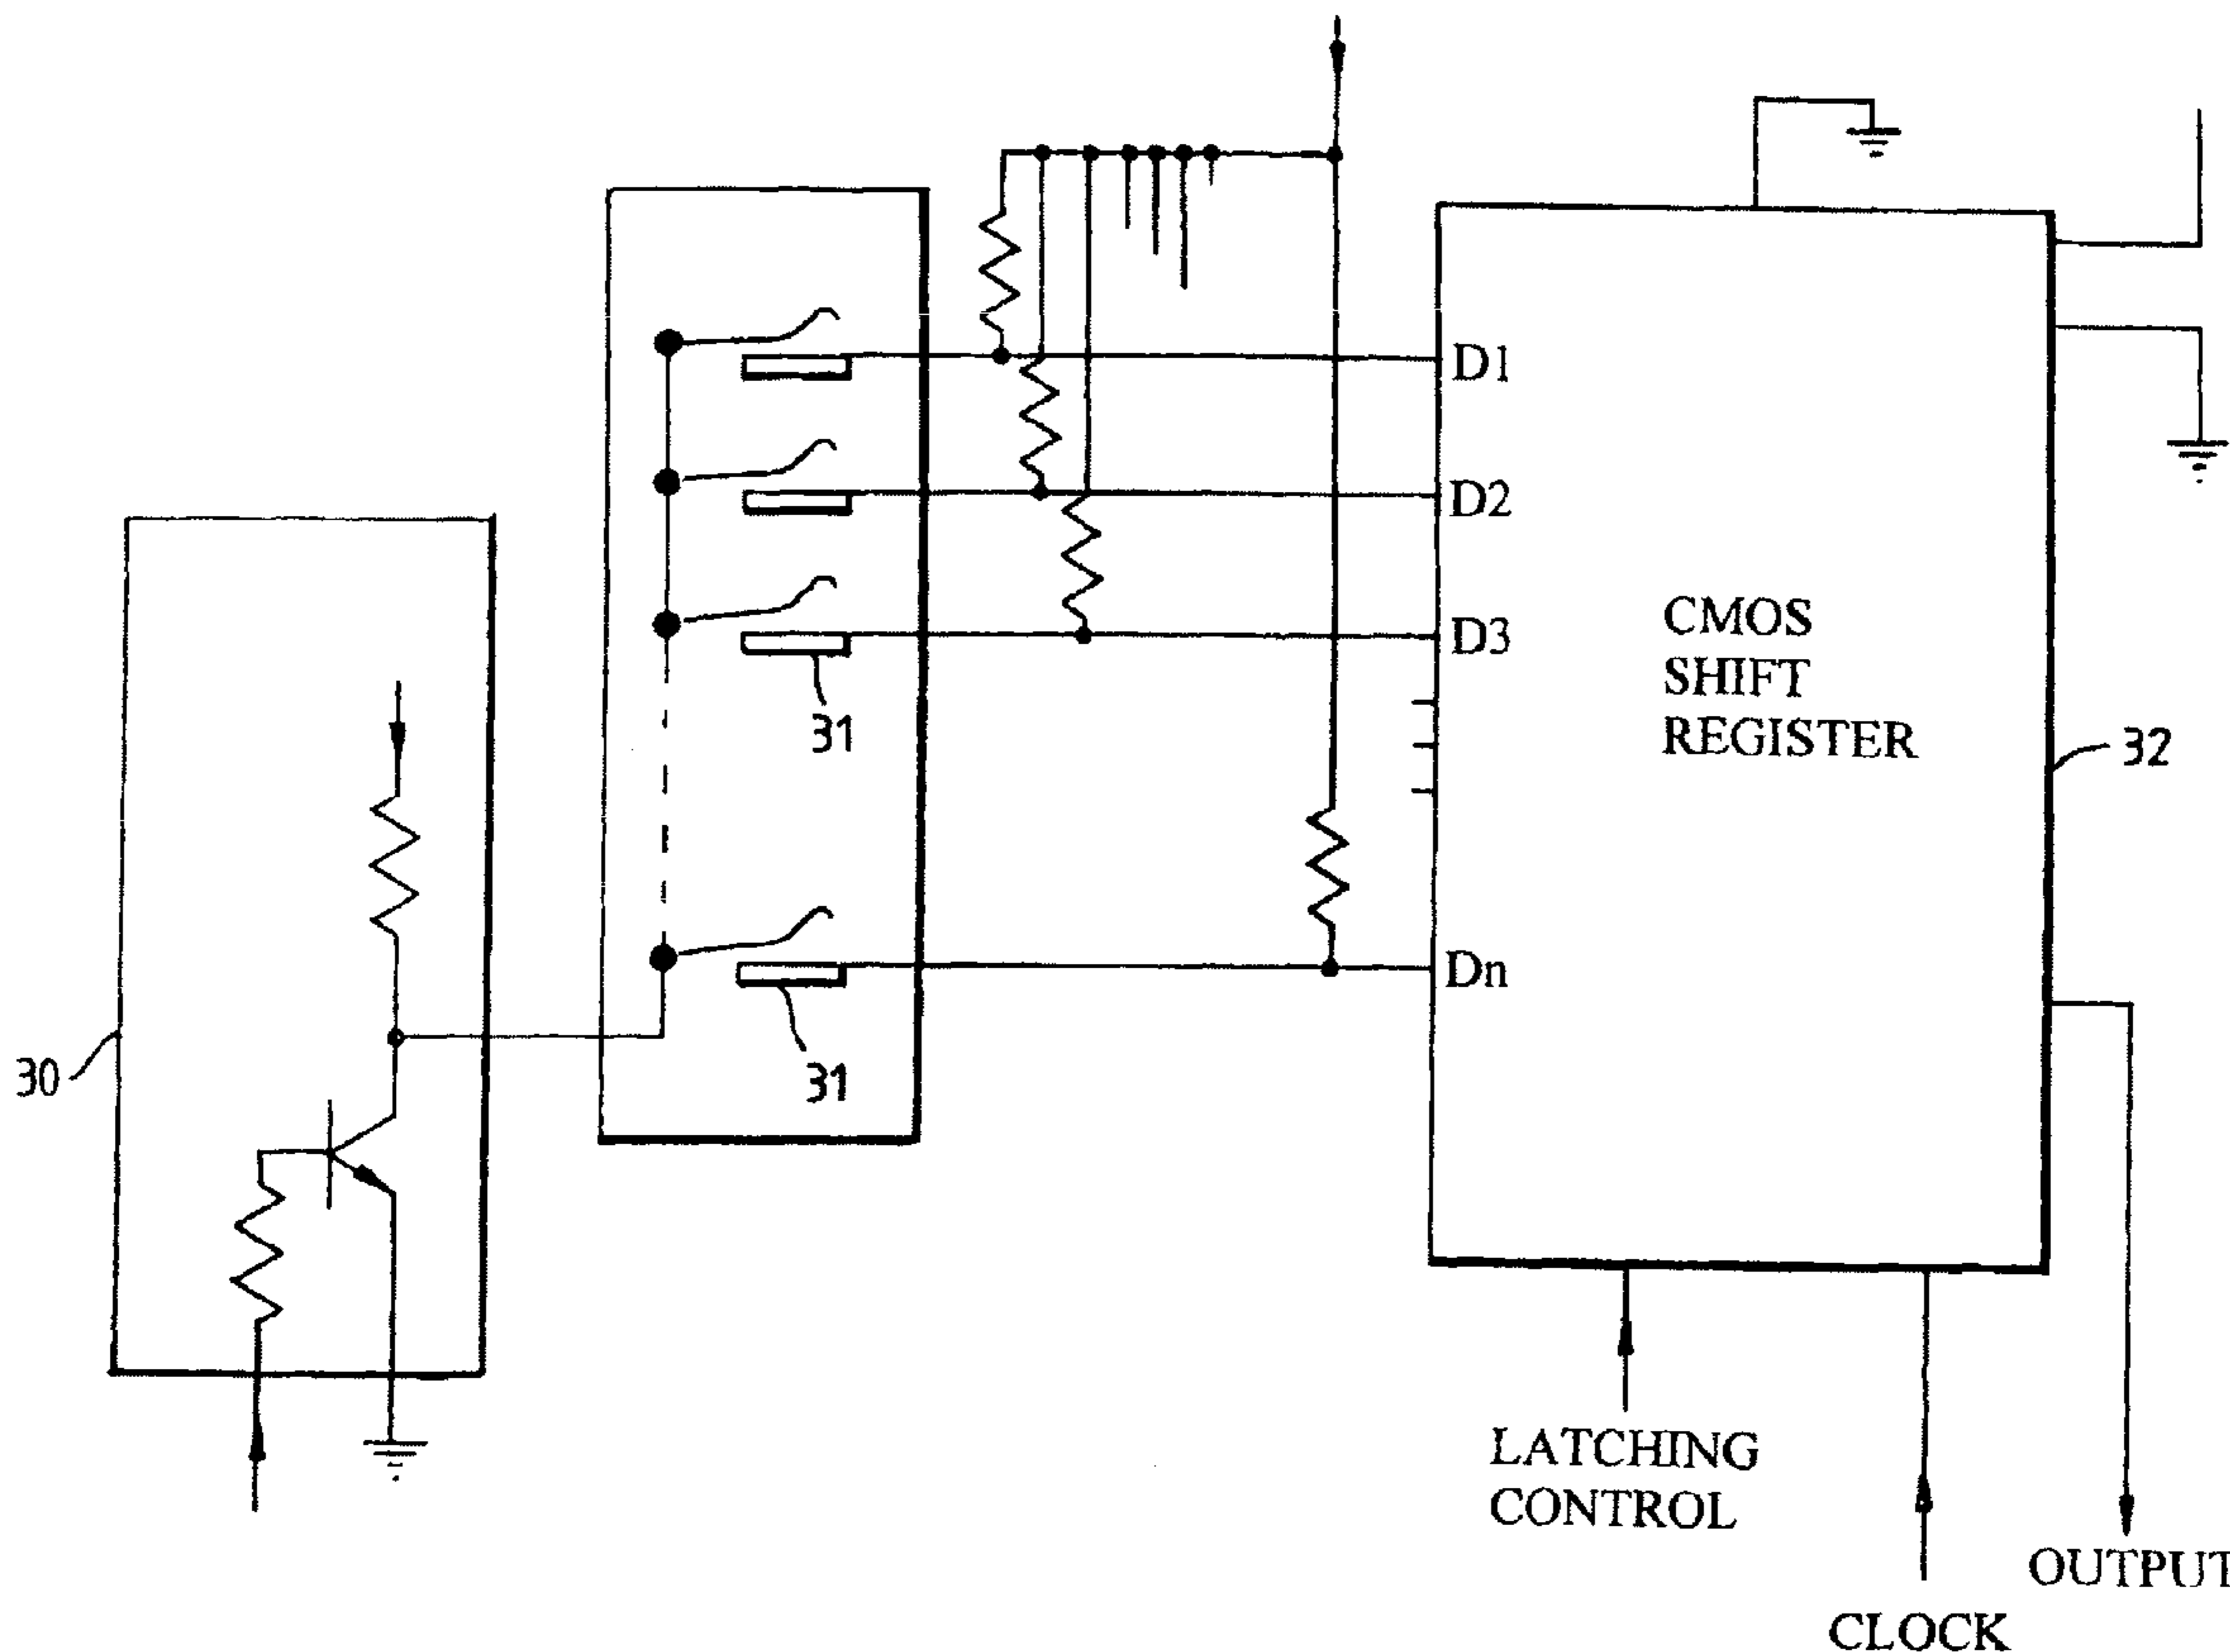 D1
D2
D3
Dn
CMOS
SHIFT
REGISTER
32
31
31
30
LATCHING
CONTROL
OUTPUT
CLOCK